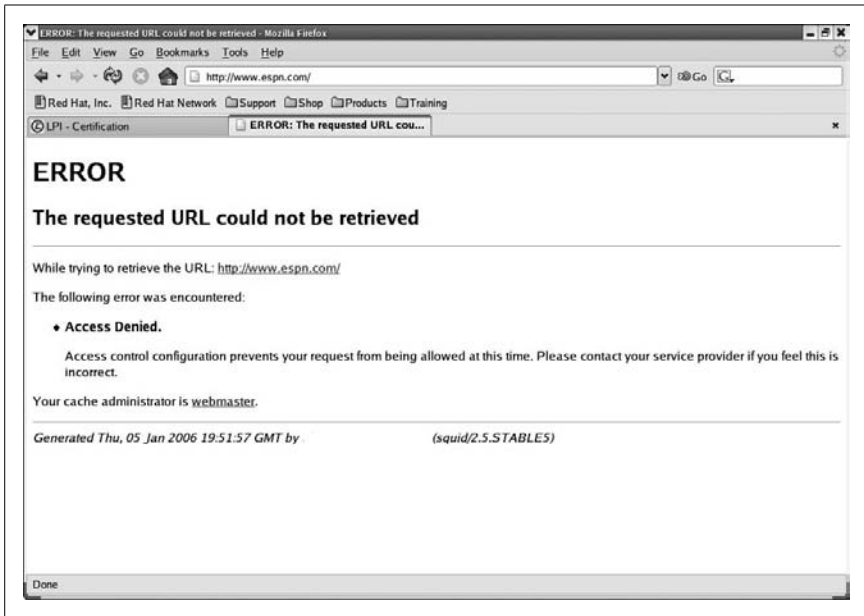 ERROR: The requested URL could not be retrieved - Mozilla Firefox
File Edit View Go Bookmarks Tools Help
http://www.espn.com/ Go G
Red Hat, Inc. Red Hat Network Support Shop Products Training
LPI - Certification ERROR: The requested URL cou...
ERROR
The requested URL could not be retrieved
While trying to retrieve the URL: http://www.espn.com/
The following error was encountered:
Access Denied.
Access control configuration prevents your request from being allowed at this time. Please contact your service provider if you feel this is
incorrect.
Your cache administrator is webmaster.
Generated Thu, 05 Jan 2006 19:51:57 GMT by (squid/2.5.STABLE5)
Done